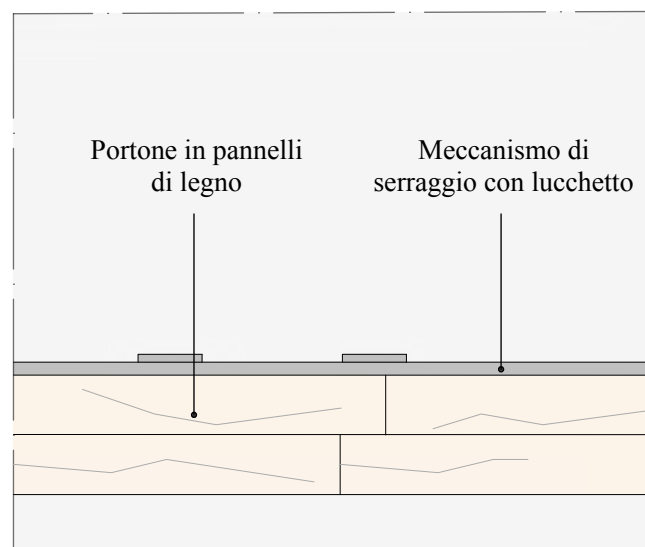 Portone in pannelli
di legno
Meccanismo di
serraggio con lucchetto